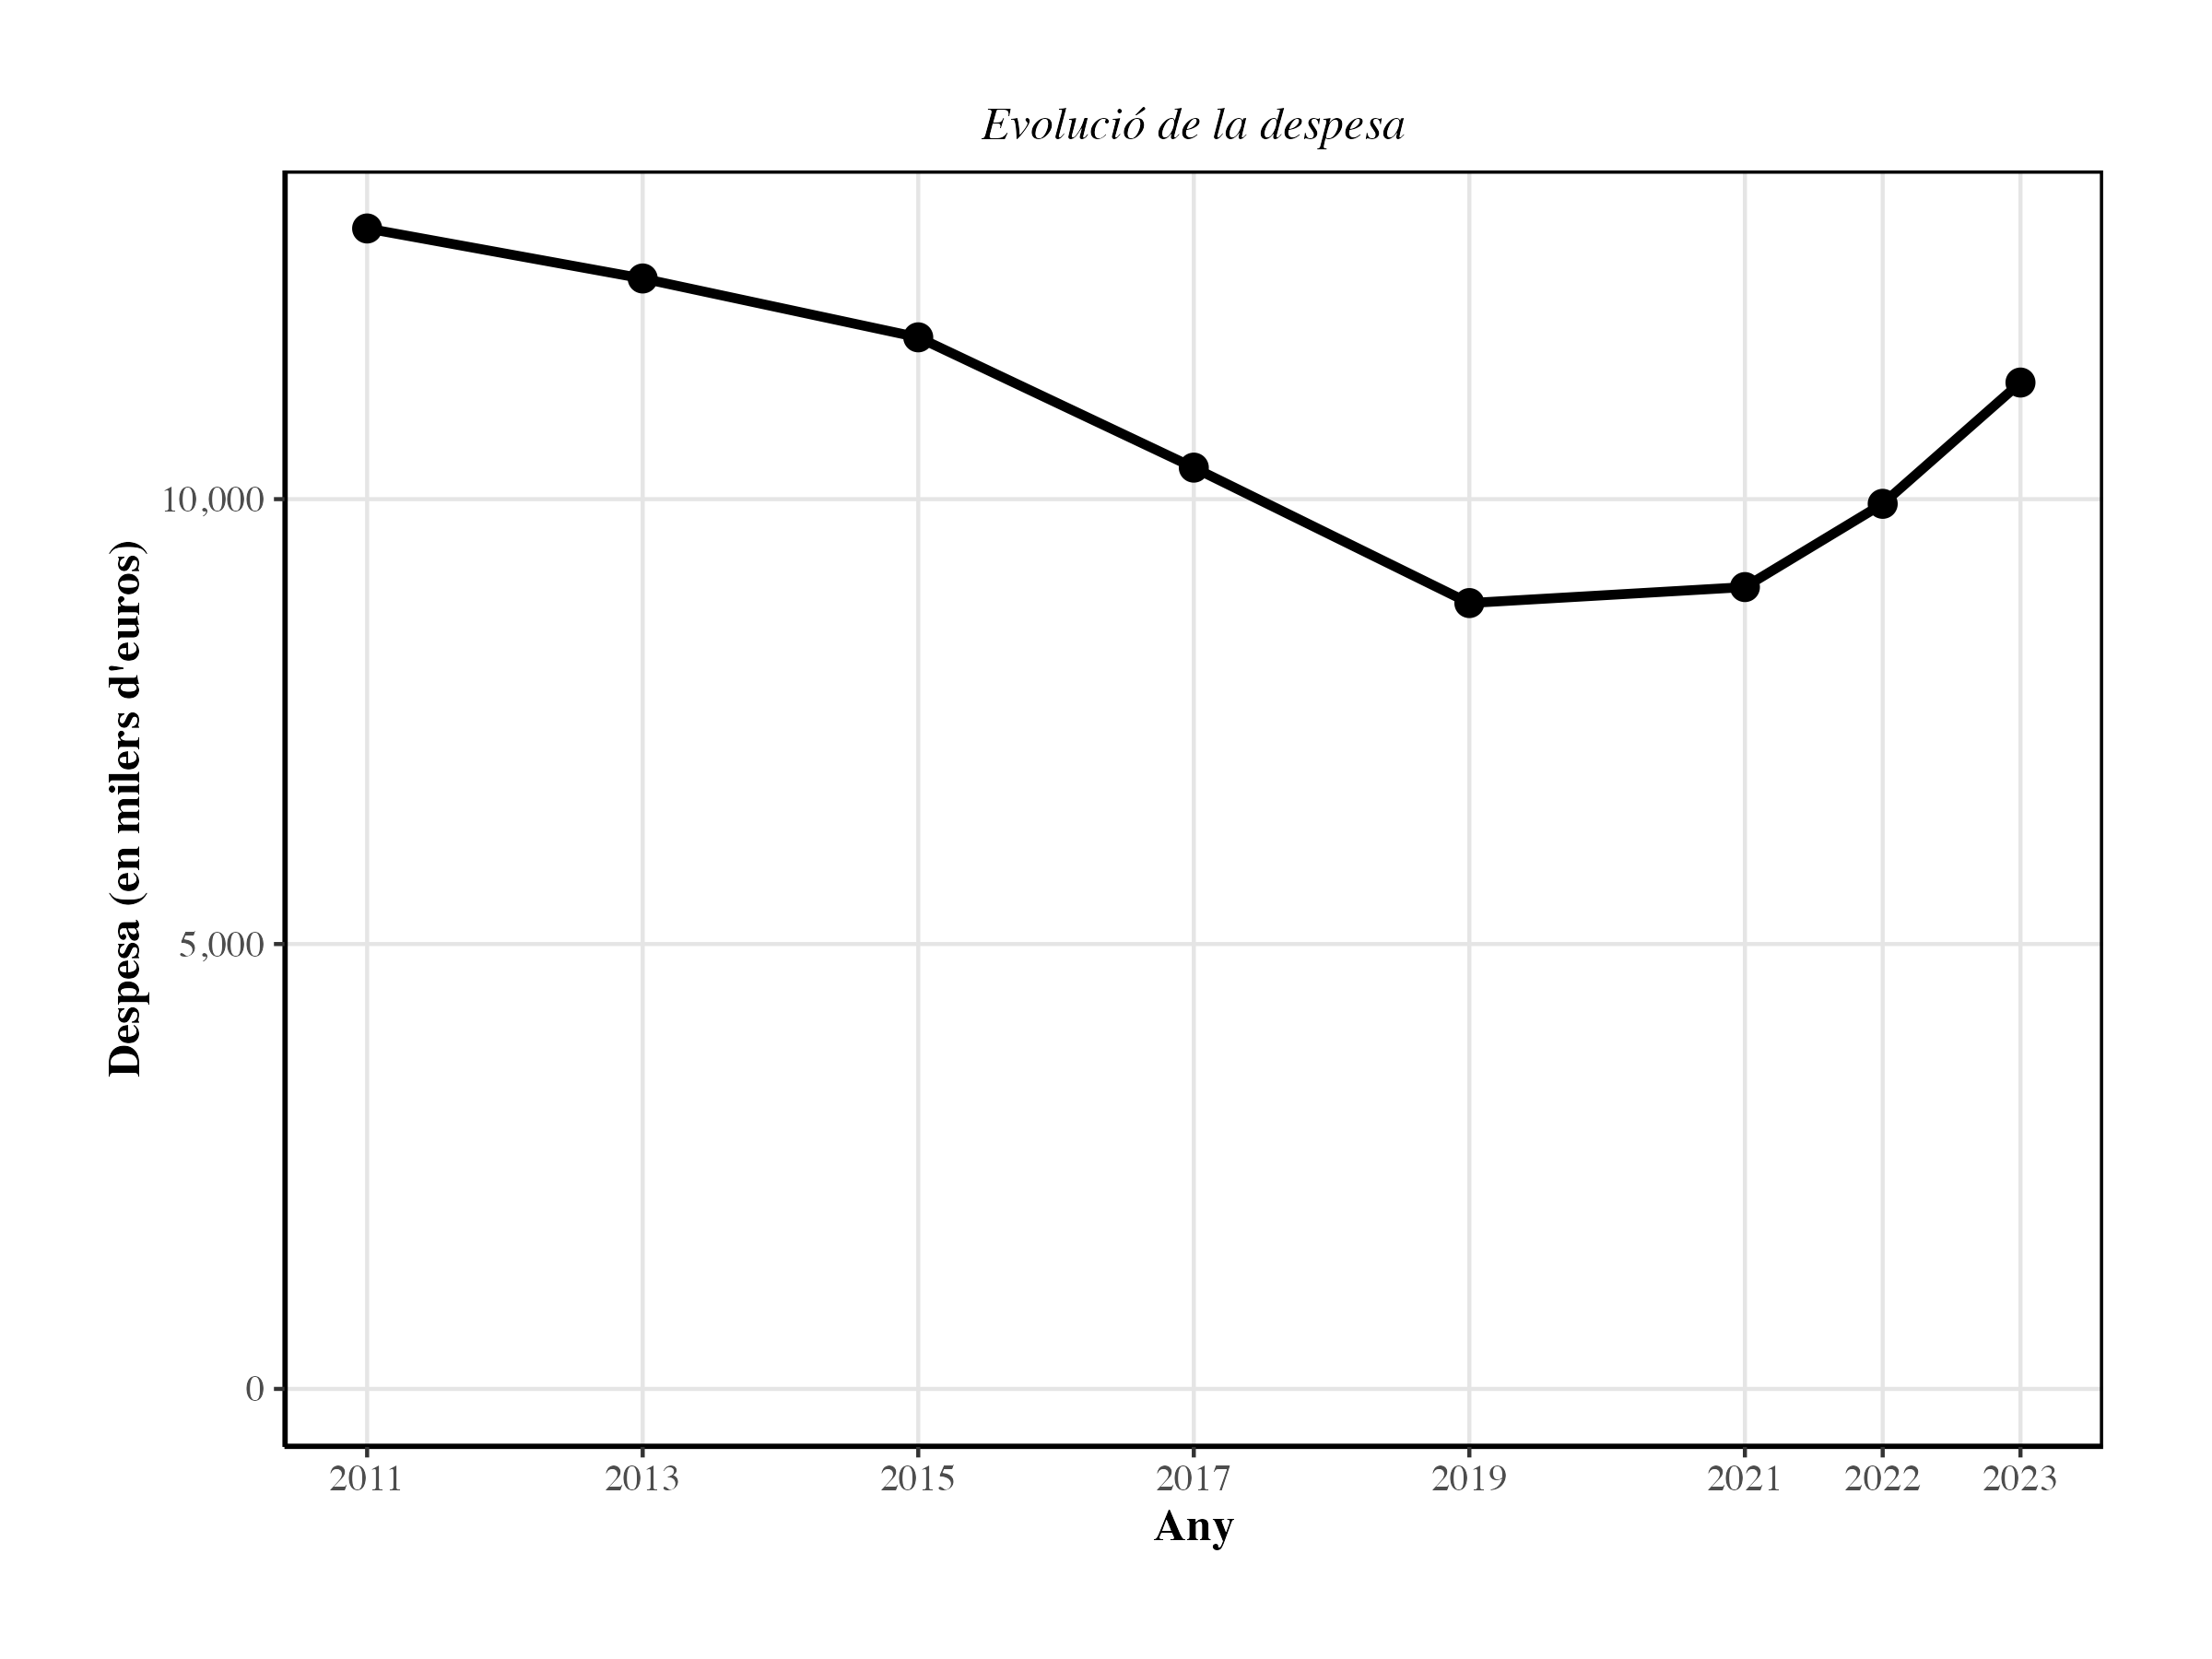 Evolució de la despesa
Despesa (en milers d'euros)
10,000
5,000
0
2011 2013 2015 2017 2019 2021 2022 2023
Any